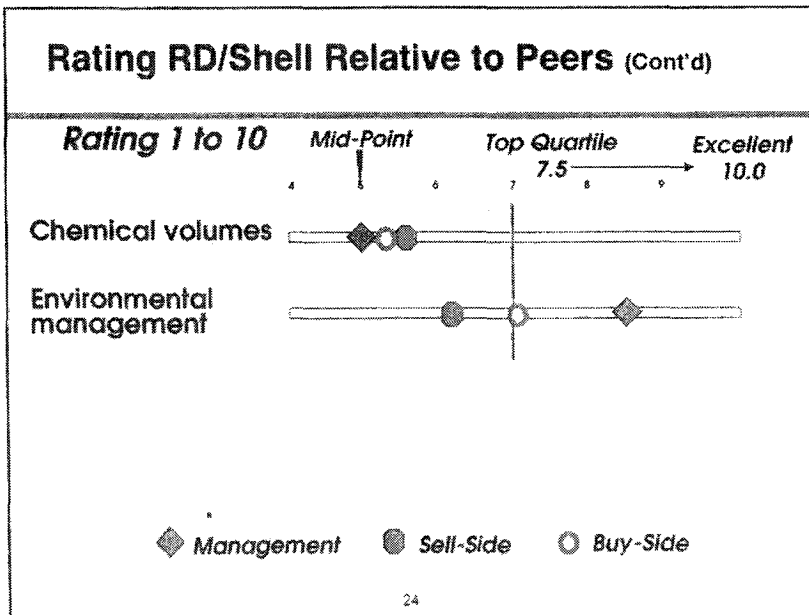 Rating RD/Shell Relative to Peers (Cont'd)
Rating 1 to 10
Mid-Point
Top Quartile
Excellent
7.5
10.0
4 5 6 7 8 9
Chemical volumes
Environmental
management
Management
Sell-Side
Buy-Side
24